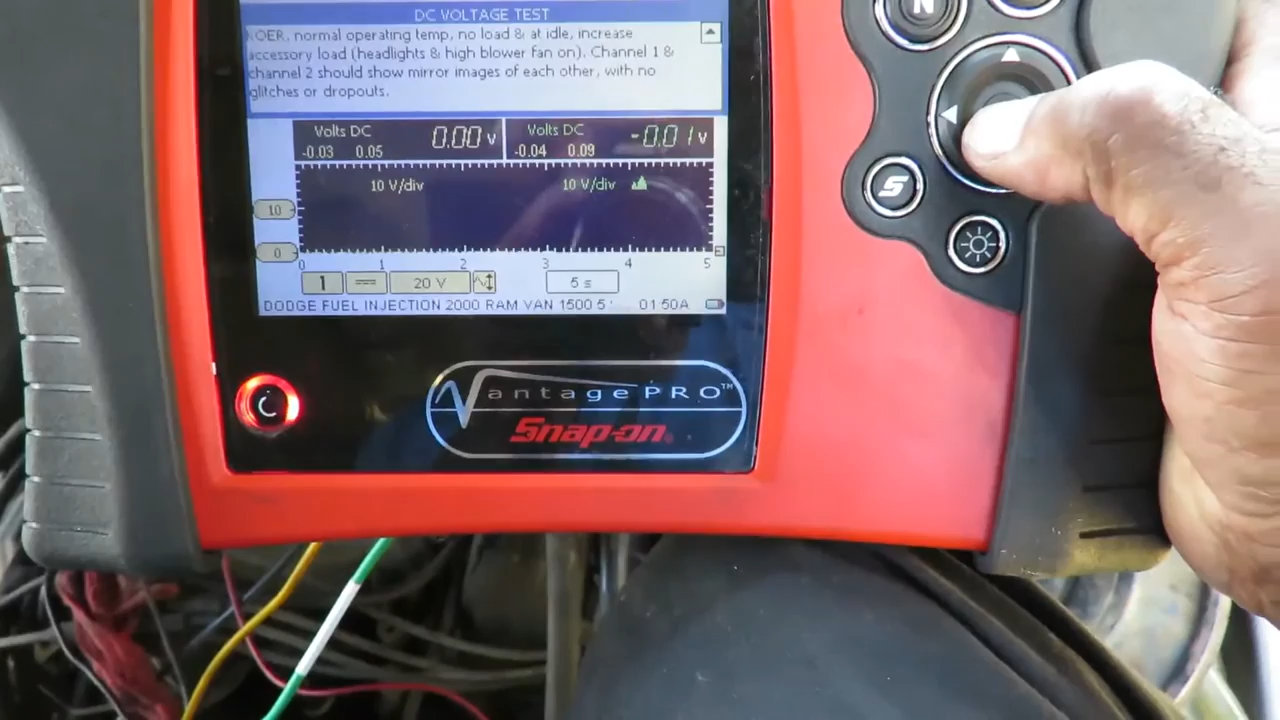 DC VOLTAGE TEST
KOER, normal operating temp, no load & at idle, increase
accessory load (headlights & high blower fan on). Channel 1 &
channel 2 should show mirror images of each other, with no
glitches or dropouts.
Volts DC 0.00 v Volts DC -0.01 v
-0.03 0.05 -0.04 0.09
10 V/div 10 V/div
10
0
0 1 2 3 4 5
1 20 V 5 s
DODGE FUEL INJECTION 2000 RAM VAN 1500 5 01:50A
N
S
Vantage PRO™
Snap-on®